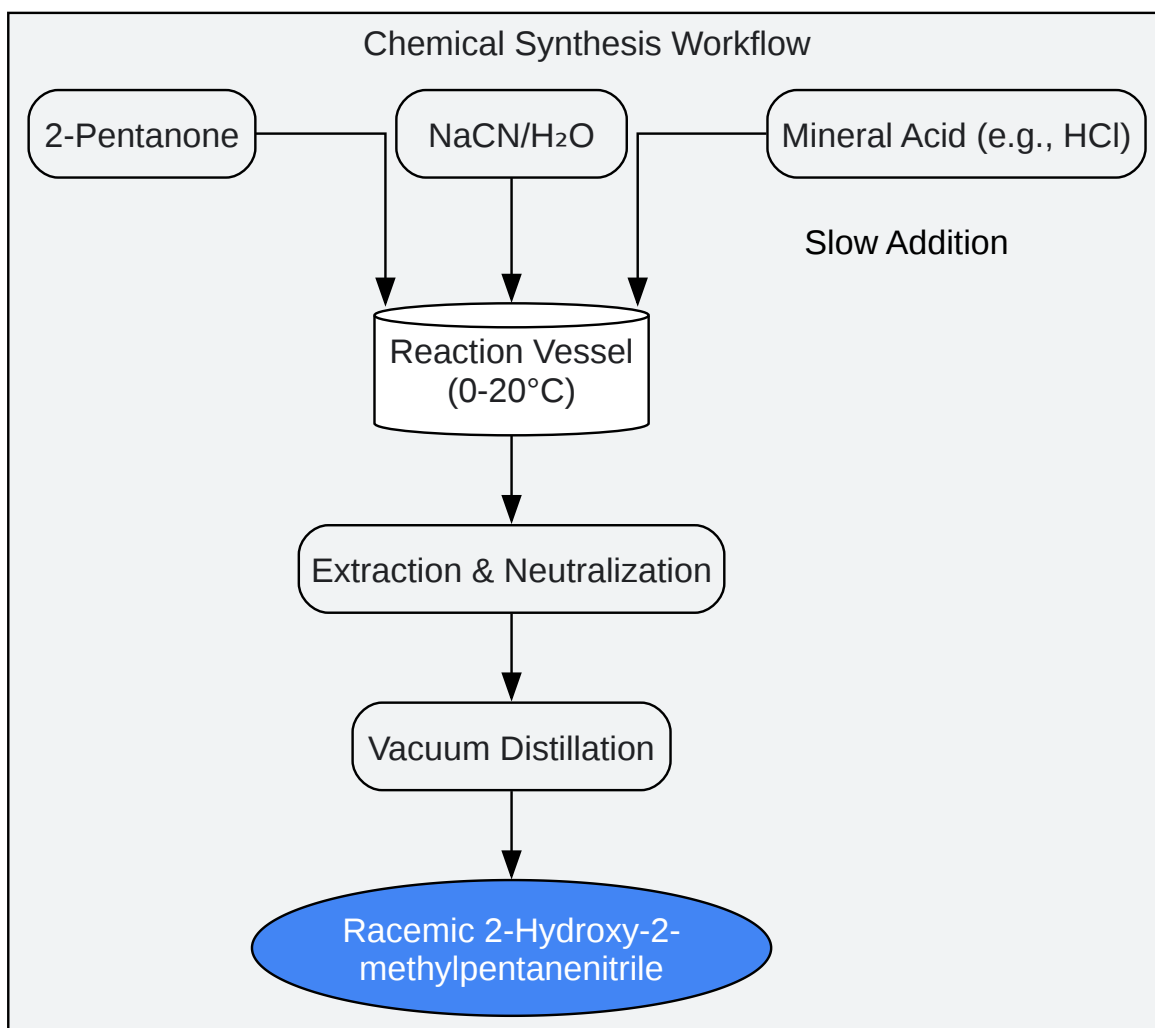 Chemical Synthesis Workflow
2-Pentanone
NaCN/H₂O
Mineral Acid (e.g., HCl)
Slow Addition
Reaction Vessel
(0-20°C)
Extraction & Neutralization
Vacuum Distillation
Racemic 2-Hydroxy-2-
methylpentanenitrile